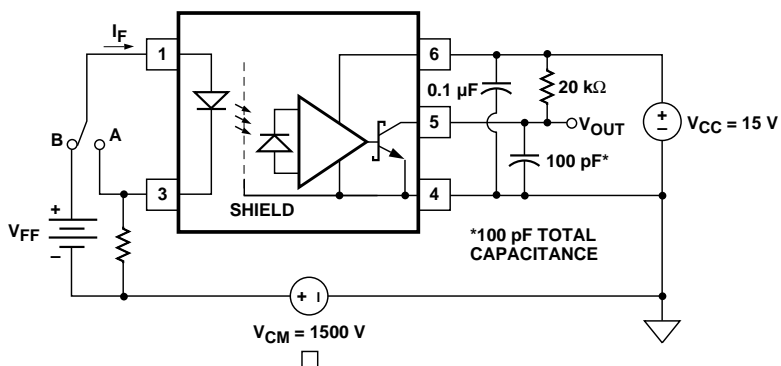 I_F
1
6
0.1 µF
20 kΩ
B
A
5
V_OUT
V_CC = 15 V
+
−
100 pF*
3
4
SHIELD
+
V_FF
−
*100 pF TOTAL
CAPACITANCE
+
−
V_CM = 1500 V